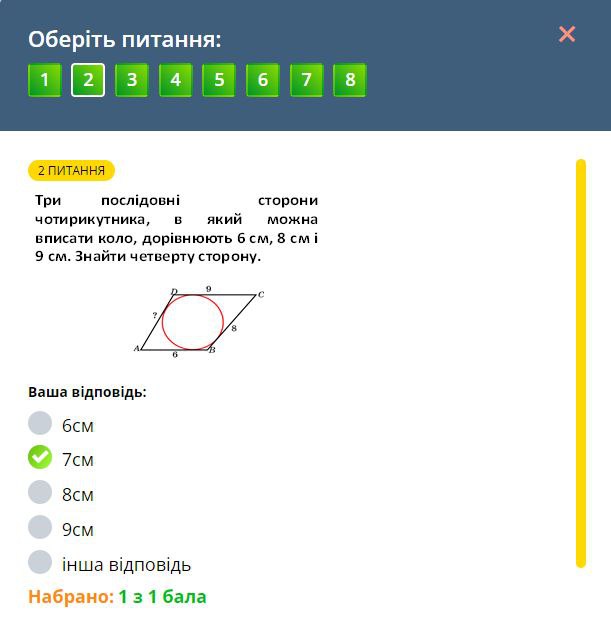 Оберіть питання:
1 2 3 4 5 6 7 8
2 ПИТАННЯ
Три послідовні сторони
чотирикутника, в який можна
вписати коло, дорівнюють 6 см, 8 см і
9 см. Знайти четверту сторону.
D 9 C
? 8
A 6 B
Ваша відповідь:
6см
7см
8см
9см
інша відповідь
Набрано: 1 з 1 бала